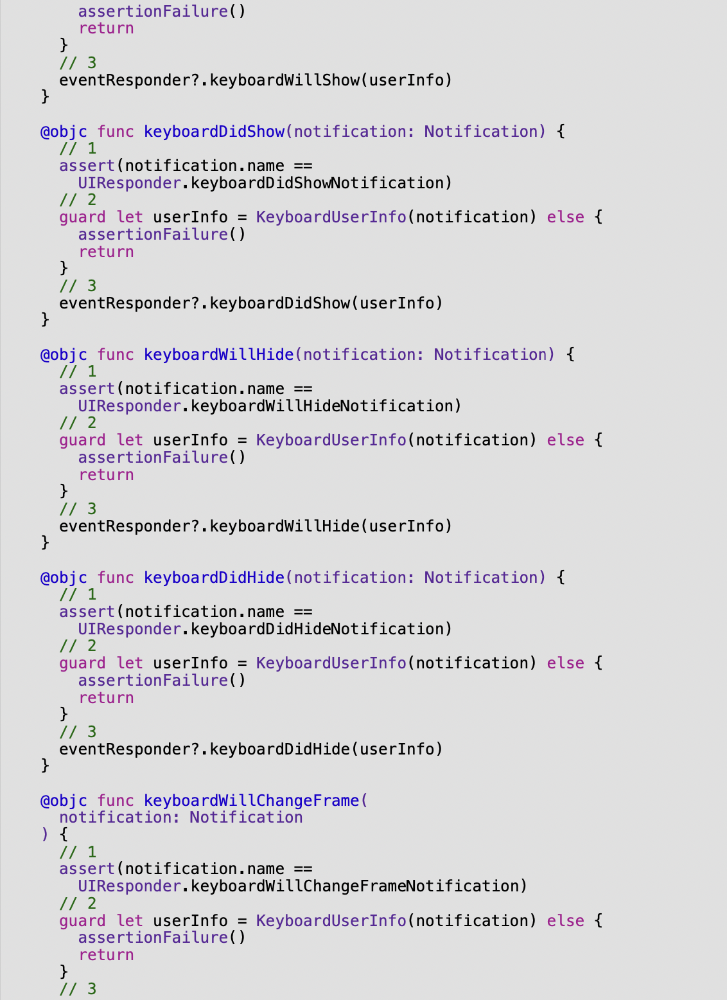 assertionFailure()
return
}
// 3
eventResponder?.keyboardWillShow(userInfo)
}
@objc func keyboardDidShow(notification: Notification) {
// 1
assert(notification.name ==
UIResponder.keyboardDidShowNotification)
// 2
guard let userInfo = KeyboardUserInfo(notification) else {
assertionFailure()
return
}
// 3
eventResponder?.keyboardDidShow(userInfo)
}
@objc func keyboardWillHide(notification: Notification) {
// 1
assert(notification.name ==
UIResponder.keyboardWillHideNotification)
// 2
guard let userInfo = KeyboardUserInfo(notification) else {
assertionFailure()
return
}
// 3
eventResponder?.keyboardWillHide(userInfo)
}
@objc func keyboardDidHide(notification: Notification) {
// 1
assert(notification.name ==
UIResponder.keyboardDidHideNotification)
// 2
guard let userInfo = KeyboardUserInfo(notification) else {
assertionFailure()
return
}
// 3
eventResponder?.keyboardDidHide(userInfo)
}
@objc func keyboardWillChangeFrame(
notification: Notification
) {
// 1
assert(notification.name ==
UIResponder.keyboardWillChangeFrameNotification)
// 2
guard let userInfo = KeyboardUserInfo(notification) else {
assertionFailure()
return
}
// 3